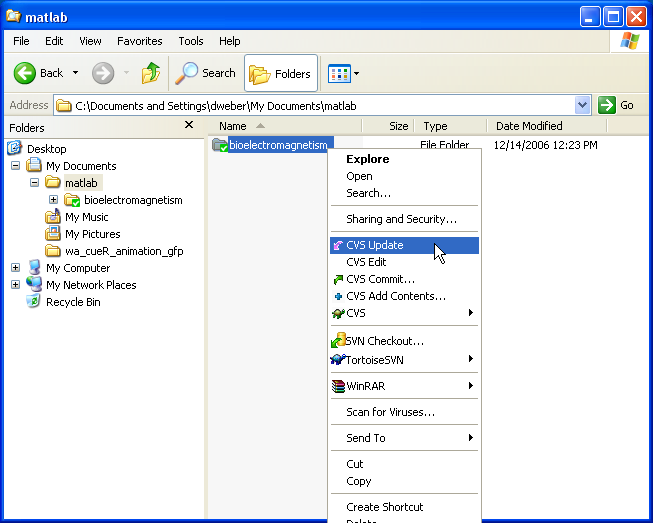 matlab
File Edit View Favorites Tools Help
Back Search Folders
Address C:\Documents and Settings\dweber\My Documents\matlab Go
Folders
Name Size Type Date Modified
bioelectromagnetism File Folder 12/14/2006 12:23 PM
Desktop
My Documents
matlab
bioelectromagnetism
My Music
My Pictures
wa_cueR_animation_gfp
My Computer
My Network Places
Recycle Bin
Explore
Open
Search...
Sharing and Security...
CVS Update
CVS Edit
CVS Commit...
CVS Add Contents...
CVS
SVN Checkout...
TortoiseSVN
WinRAR
Scan for Viruses...
Send To
Cut
Copy
Create Shortcut
Delete